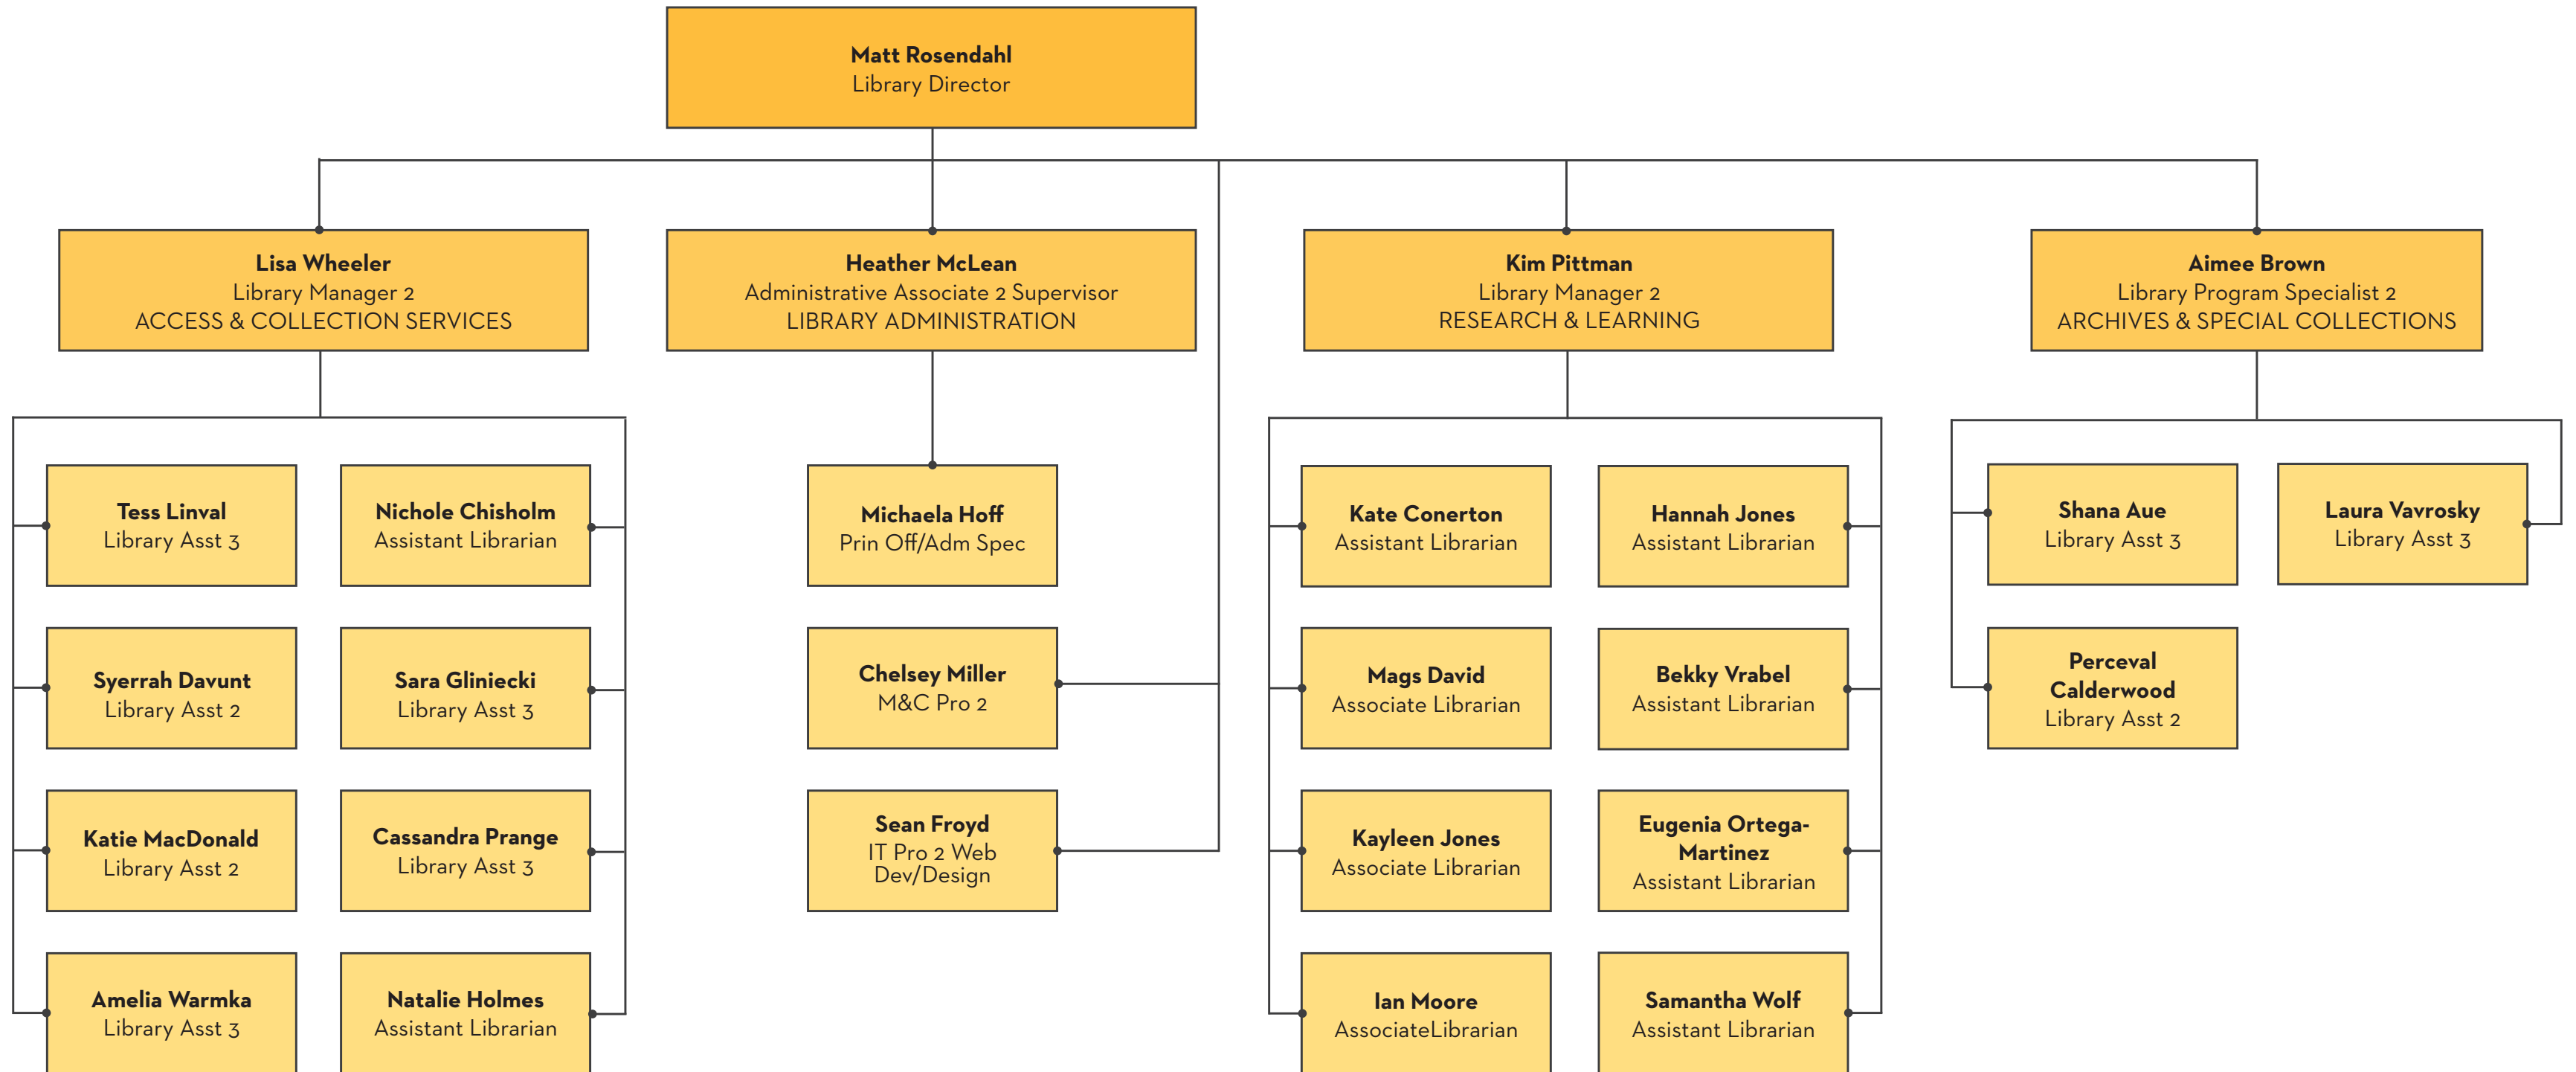 Matt Rosendahl
Library Director
Lisa Wheeler
Library Manager 2
ACCESS & COLLECTION SERVICES
Heather McLean
Administrative Associate 2 Supervisor
LIBRARY ADMINISTRATION
Kim Pittman
Library Manager 2
RESEARCH & LEARNING
Aimee Brown
Library Program Specialist 2
ARCHIVES & SPECIAL COLLECTIONS
Tess Linval
Library Asst 3
Nichole Chisholm
Assistant Librarian
Syerrah Davunt
Library Asst 2
Sara Gliniecki
Library Asst 3
Katie MacDonald
Library Asst 2
Cassandra Prange
Library Asst 3
Amelia Warmka
Library Asst 3
Natalie Holmes
Assistant Librarian
Michaela Hoff
Prin Off/Adm Spec
Chelsey Miller
M&C Pro 2
Sean Froyd
IT Pro 2 Web
Dev/Design
Kate Conerton
Assistant Librarian
Hannah Jones
Assistant Librarian
Mags David
Associate Librarian
Bekky Vrabel
Assistant Librarian
Kayleen Jones
Associate Librarian
Eugenia Ortega-
Martinez
Assistant Librarian
Ian Moore
AssociateLibrarian
Samantha Wolf
Assistant Librarian
Shana Aue
Library Asst 3
Laura Vavrosky
Library Asst 3
Perceval
Calderwood
Library Asst 2